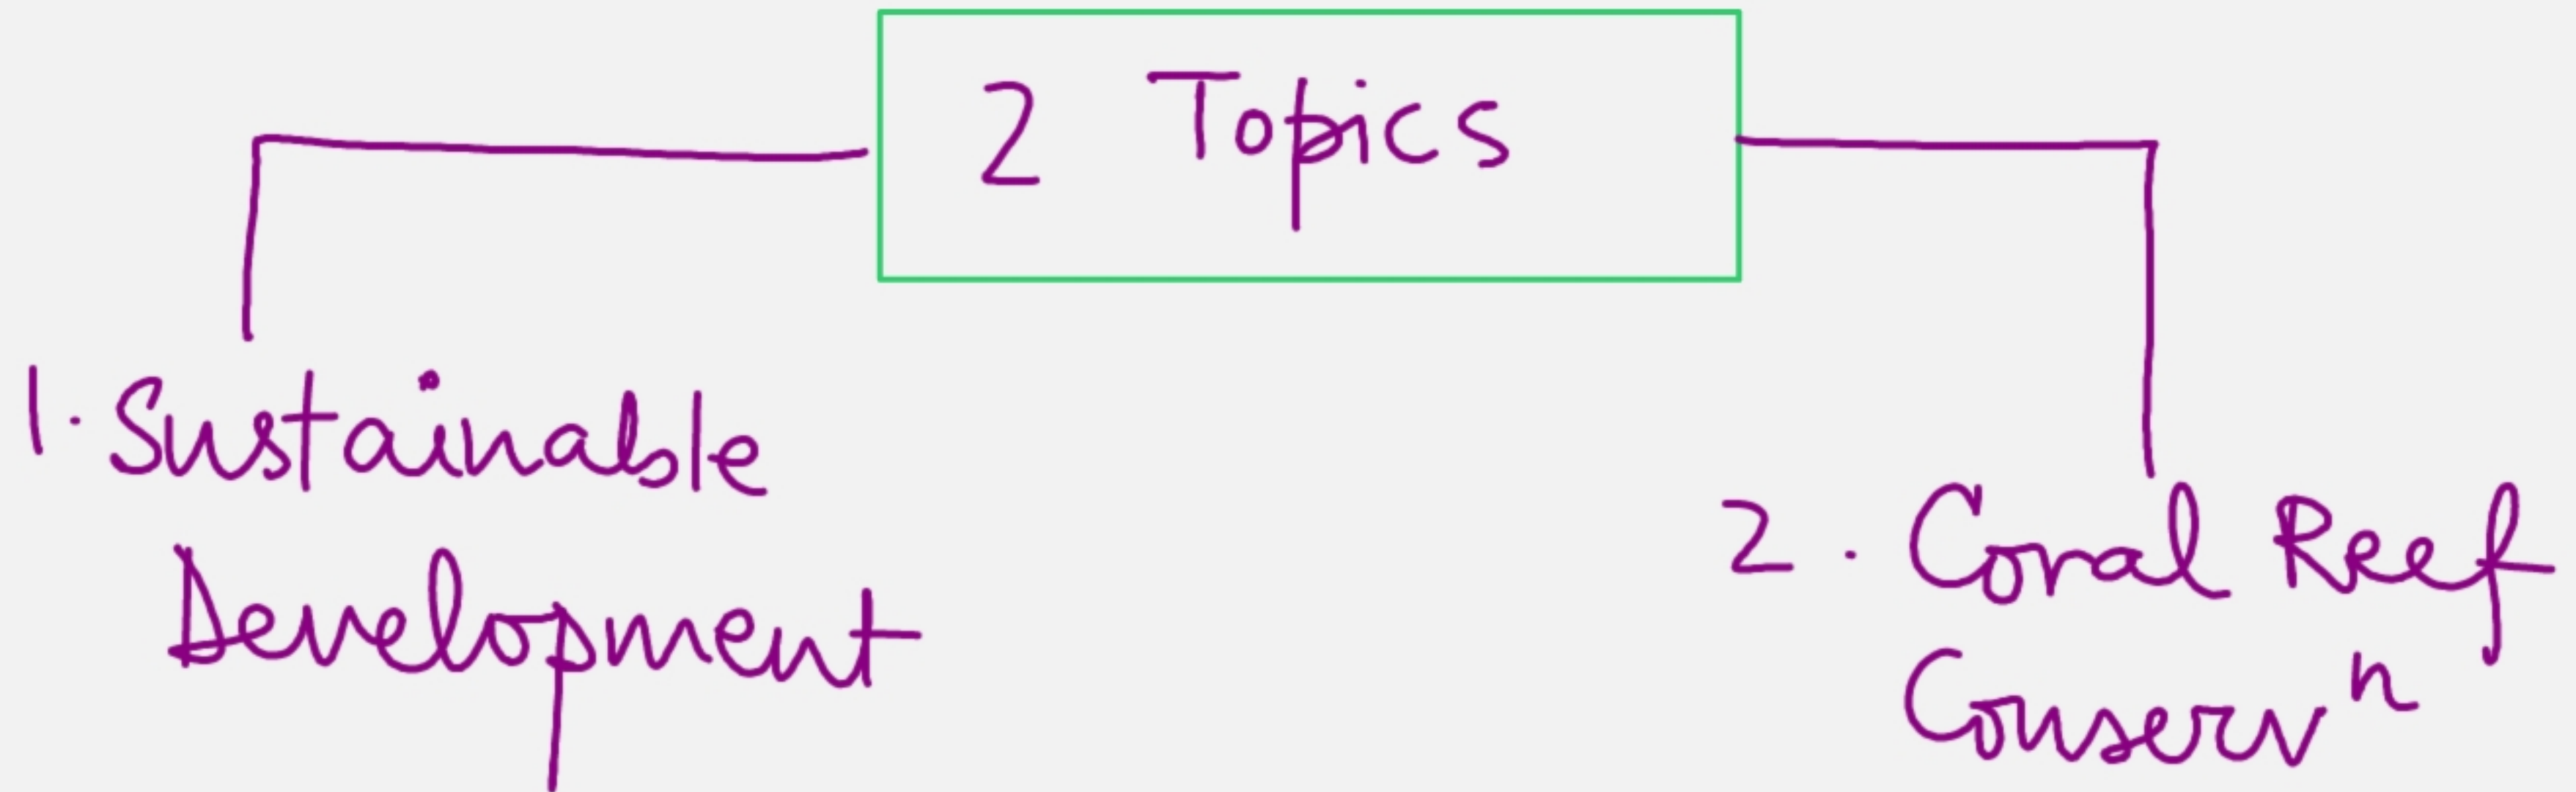 2 Topics
1. Sustainable
Development
2. Coral Reef
Conservⁿ